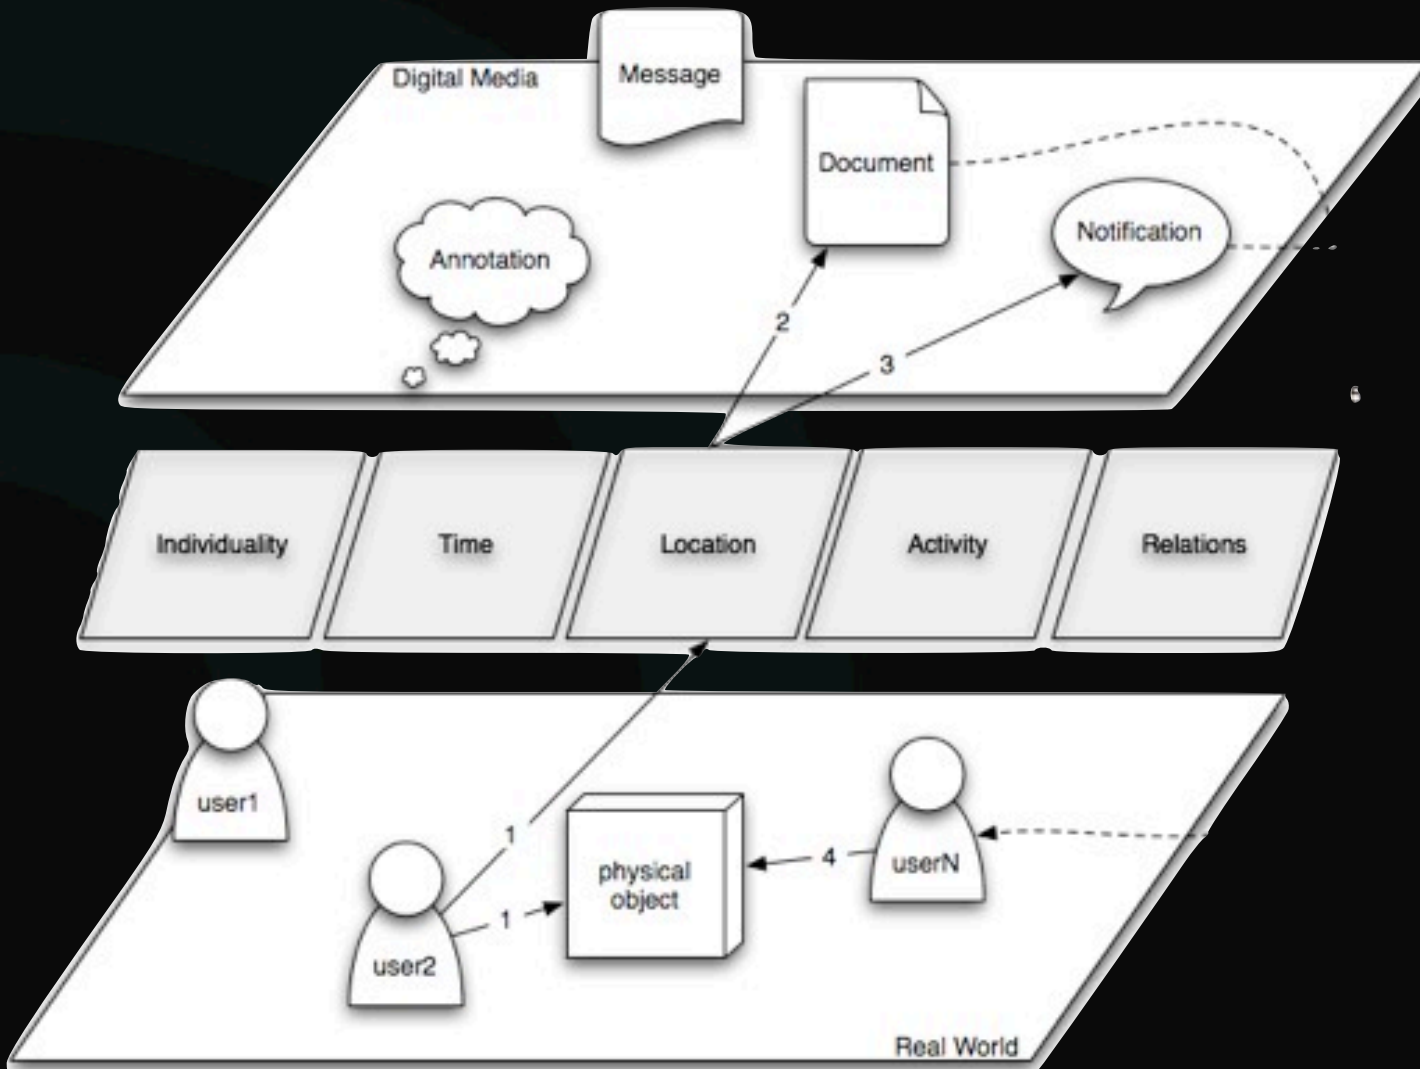 Message
Digital Media
Document
Notification
Annotation
2
3
Individuality
Time
Location
Activity
Relations
user1
1
physical
object
4
userN
1
user2
Real World